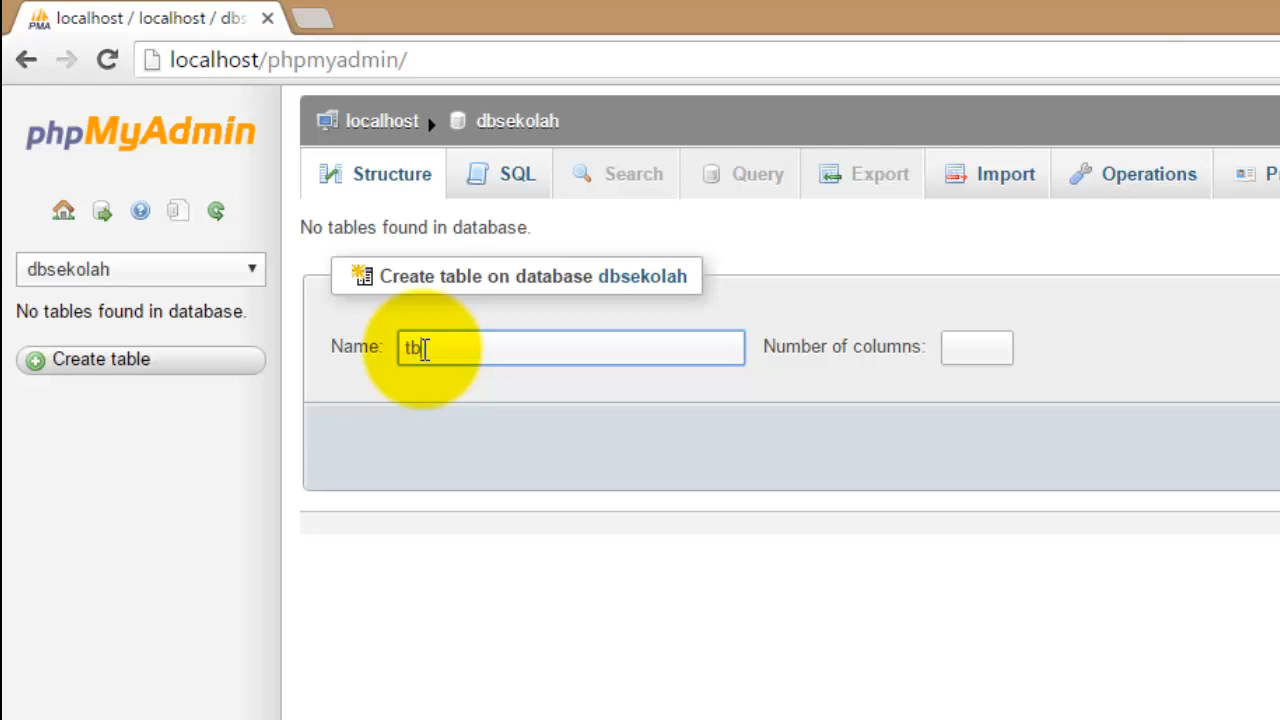 PMA localhost / localhost / dbs
localhost/phpmyadmin/
phpMyAdmin
localhost dbsekolah
Structure SQL Search Query Export Import Operations
No tables found in database.
dbsekolah
No tables found in database.
Create table
Create table on database dbsekolah
Name: tb Number of columns: